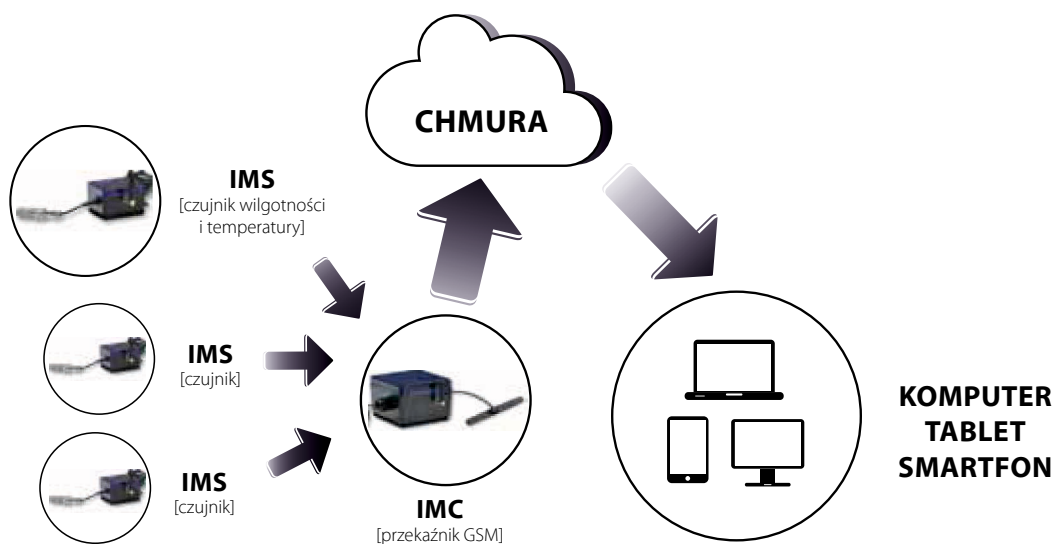 CHMURA
IMS
[czujnik wilgotności
i temperatury]
IMS
[czujnik]
IMS
[czujnik]
IMC
[przekaźnik GSM]
KOMPUTER
TABLET
SMARTFON